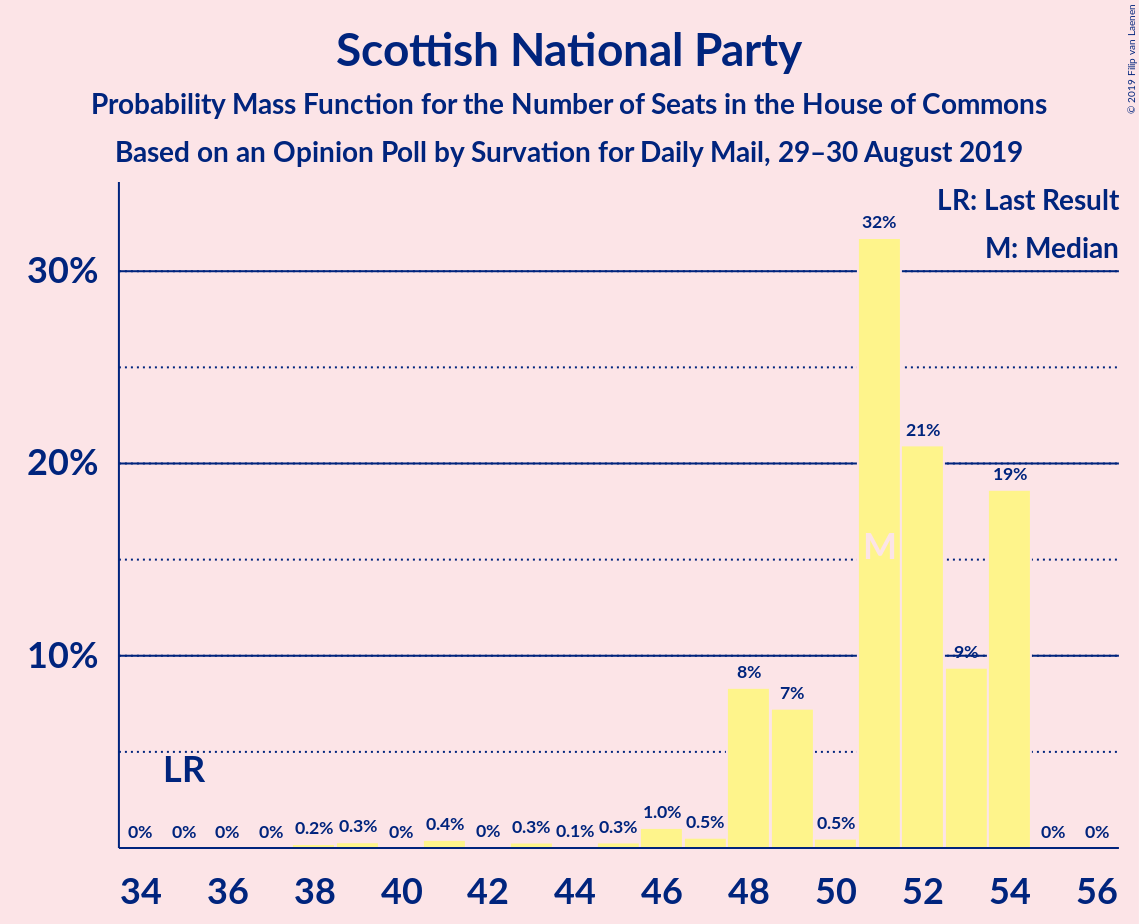 Scottish National Party
Probability Mass Function for the Number of Seats in the House of Commons
Based on an Opinion Poll by Survation for Daily Mail, 29–30 August 2019
© 2019 Filip van Laenen
LR: Last Result
M: Median
30%
20%
10%
LR
M
0% 0% 0% 0% 0.2% 0.3% 0% 0.4% 0% 0.3% 0.1% 0.3% 1.0% 0.5% 8% 7% 0.5% 32% 21% 9% 19% 0% 0%
34 36 38 40 42 44 46 48 50 52 54 56